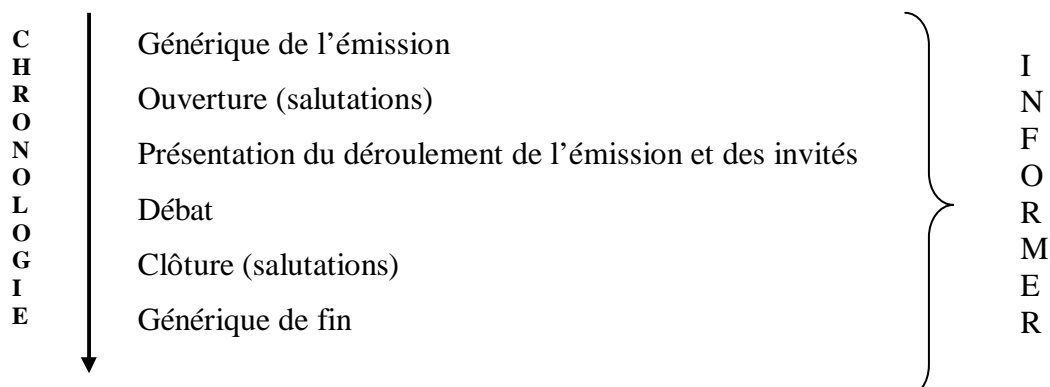 CHRONOLOGIE
Générique de l’émission
Ouverture (salutations)
Présentation du déroulement de l’émission et des invités
Débat
Clôture (salutations)
Générique de fin
INFORMER